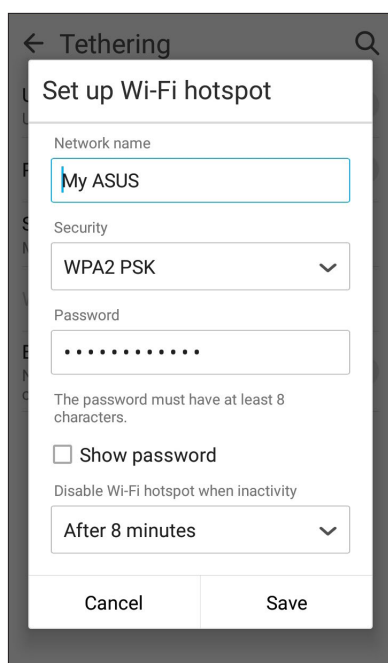 Tethering
Set up Wi-Fi hotspot
Network name
My ASUS
Security
WPA2 PSK
Password
••••••••••••
The password must have at least 8
characters.
Show password
Disable Wi-Fi hotspot when inactivity
After 8 minutes
Cancel
Save